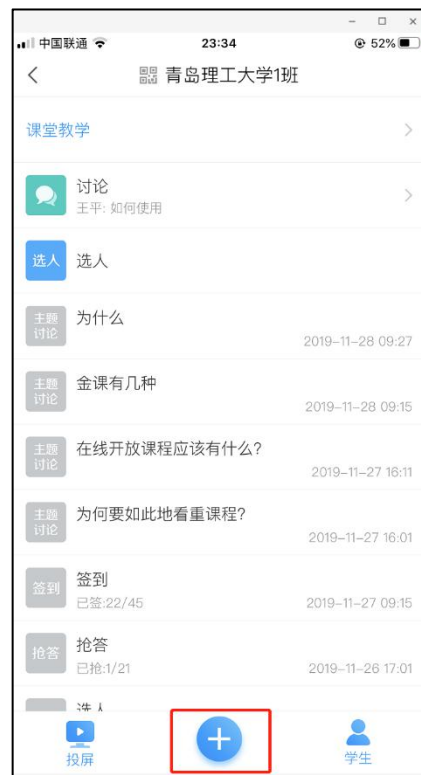 中国联通
23:34
52%
青岛理工大学1班
课堂教学
讨论
王平: 如何使用
选人
选人
主题
讨论
为什么
2019-11-28 09:27
主题
讨论
金课有几种
2019-11-28 09:15
主题
讨论
在线开放课程应该有什么?
2019-11-27 16:11
主题
讨论
为何要如此地看重课程?
2019-11-27 16:01
签到
签到
已签:22/45
2019-11-27 09:15
抢答
抢答
已抢:1/21
2019-11-26 17:01
选人
投屏
学生